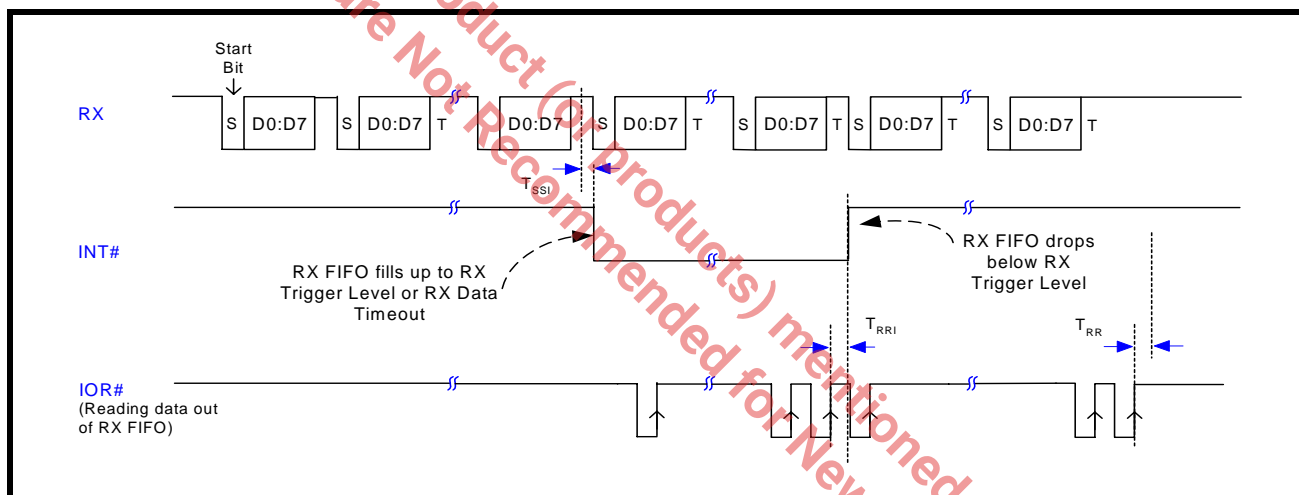 oduct (or products) mentioned
are Not Recommended for New
Start
Bit
RX
S D0:D7 S D0:D7 T S D0:D7 S D0:D7 T S D0:D7 T S D0:D7 T S D0:D7 T
TSSI
INT#
RX FIFO fills up to RX
Trigger Level or RX Data
Timeout
RX FIFO drops
below RX
Trigger Level
TRRI
TRR
IOR#
(Reading data out
of RX FIFO)